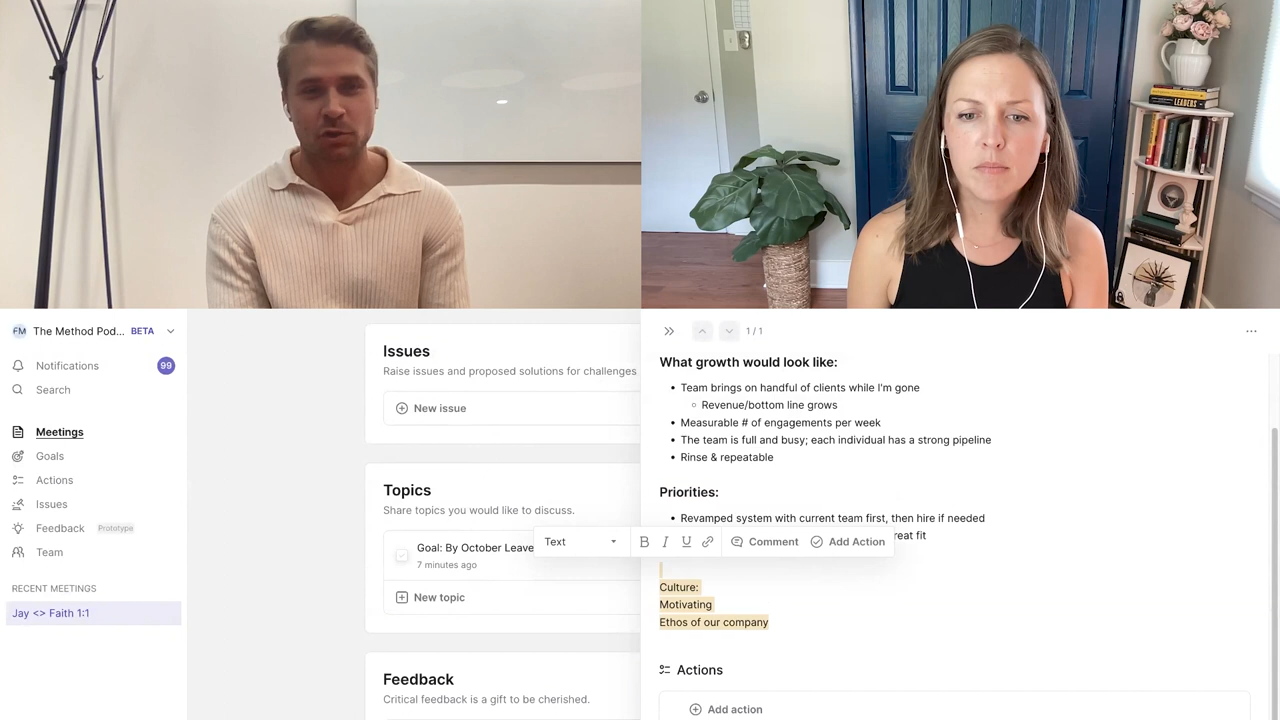 LEADERS
FM The Method Pod... BETA
Notifications 99
Search
Meetings
Goals
Actions
Issues
Feedback Prototype
Team
RECENT MEETINGS
Jay <> Faith 1:1
Issues
Raise issues and proposed solutions for challenges
New issue
Topics
Share topics you would like to discuss.
Goal: By October Leave
7 minutes ago
New topic
Feedback
Critical feedback is a gift to be cherished.
1 / 1
What growth would look like:
• Team brings on handful of clients while I'm gone
Revenue/bottom line grows
• Measurable # of engagements per week
• The team is full and busy; each individual has a strong pipeline
• Rinse & repeatable
Priorities:
• Revamped system with current team first, then hire if needed
reat fit
Text B I U Comment Add Action
Culture:
Motivating
Ethos of our company
Actions
Add action